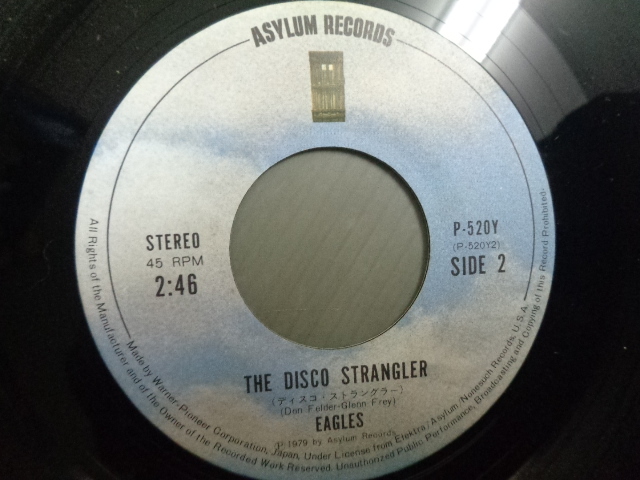 ASYLUM RECORDS
STEREO
45 RPM
2:46
P-520Y
(P-520Y2)
SIDE 2
THE DISCO STRANGLER
(ディスコ・ストラングラー)
(Don Felder-Glenn Frey)
EAGLES
℗1979 by Asylum Records
Made by Warner-Pioneer Corporation, Japan, Under License from Elektra/Asylum/Nonesuch Records, U.S.A.
All Rights of the Manufacturer and of the Owner of the Recorded Work Reserved. Unauthorized Public Performance, Broadcasting and Copying of this Record Prohibited.